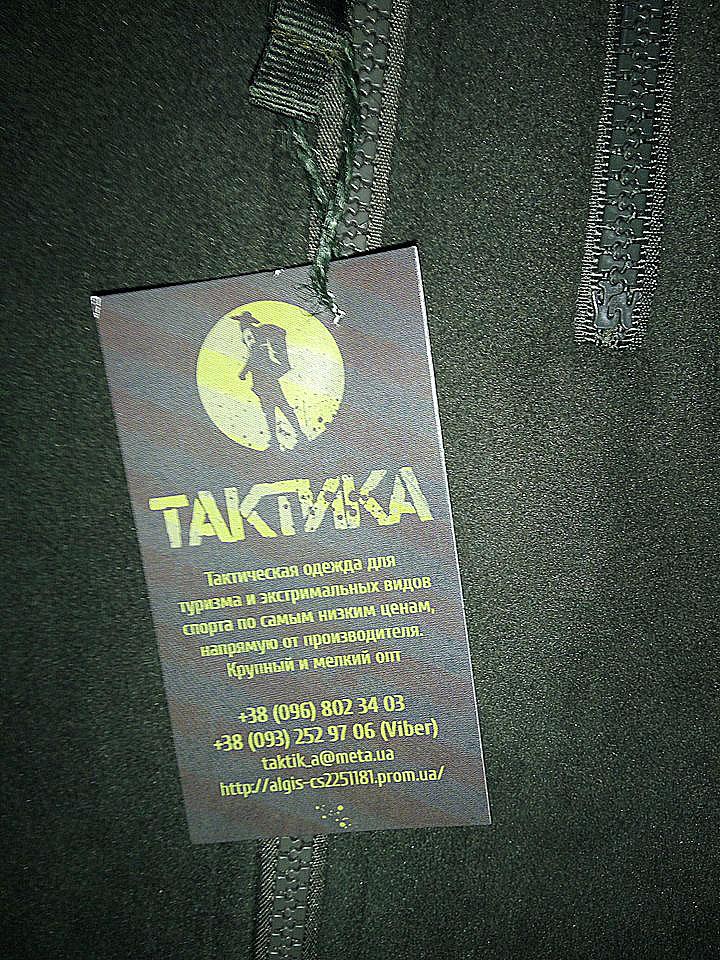 ТАКТИКА
Тактическая одежда для
туризма и экстримальных видов
спорта по самым низким ценам,
напрямую от производителя.
Крупный и мелкий опт
+38 (096) 802 34 03
+38 (093) 252 97 06 (Viber)
taktik_a@meta.ua
http://algis-cs2251181.prom.ua/